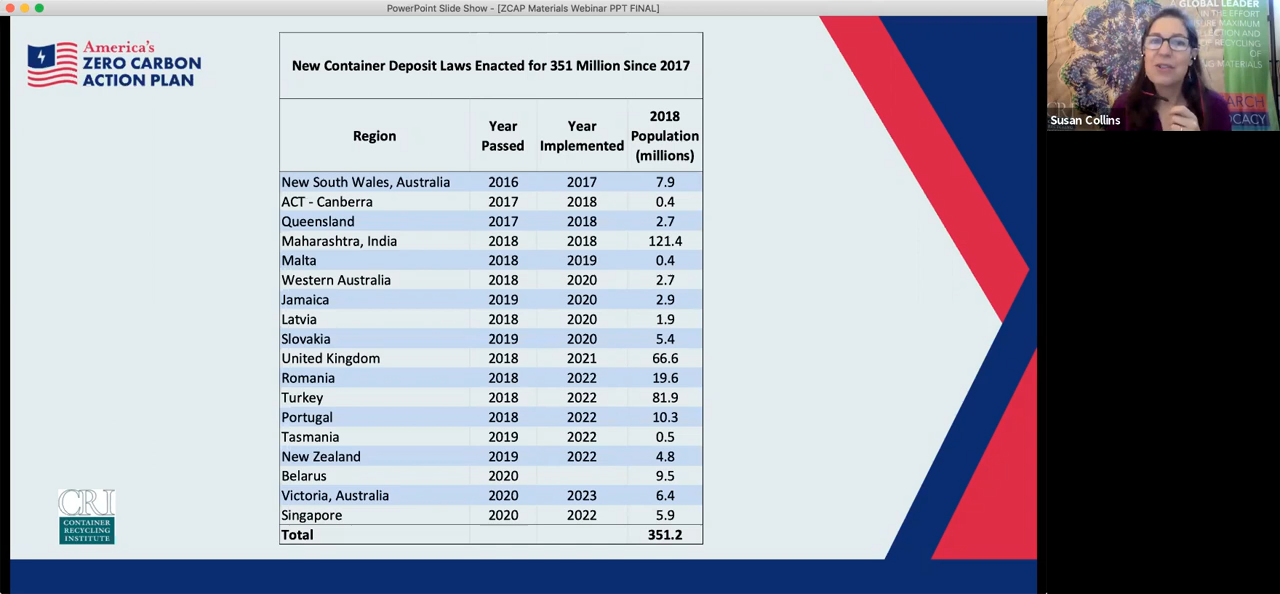 PowerPoint Slide Show - [ZCAP Materials Webinar PPT FINAL]
America's
ZERO CARBON
ACTION PLAN
New Container Deposit Laws Enacted for 351 Million Since 2017
Region Year Passed Year Implemented 2018 Population (millions)
New South Wales, Australia 2016 2017 7.9
ACT - Canberra 2017 2018 0.4
Queensland 2017 2018 2.7
Maharashtra, India 2018 2018 121.4
Malta 2018 2019 0.4
Western Australia 2018 2020 2.7
Jamaica 2019 2020 2.9
Latvia 2018 2020 1.9
Slovakia 2019 2020 5.4
United Kingdom 2018 2021 66.6
Romania 2018 2022 19.6
Turkey 2018 2022 81.9
Portugal 2018 2022 10.3
Tasmania 2019 2022 0.5
New Zealand 2019 2022 4.8
Belarus 2020 9.5
Victoria, Australia 2020 2023 6.4
Singapore 2020 2022 5.9
Total 351.2
CRI
CONTAINER
RECYCLING
INSTITUTE
A GLOBAL LEADER
IN THE EFFORT
MAXIMUM
AND
RECYCLING
OF
MATERIALS
Susan Collins